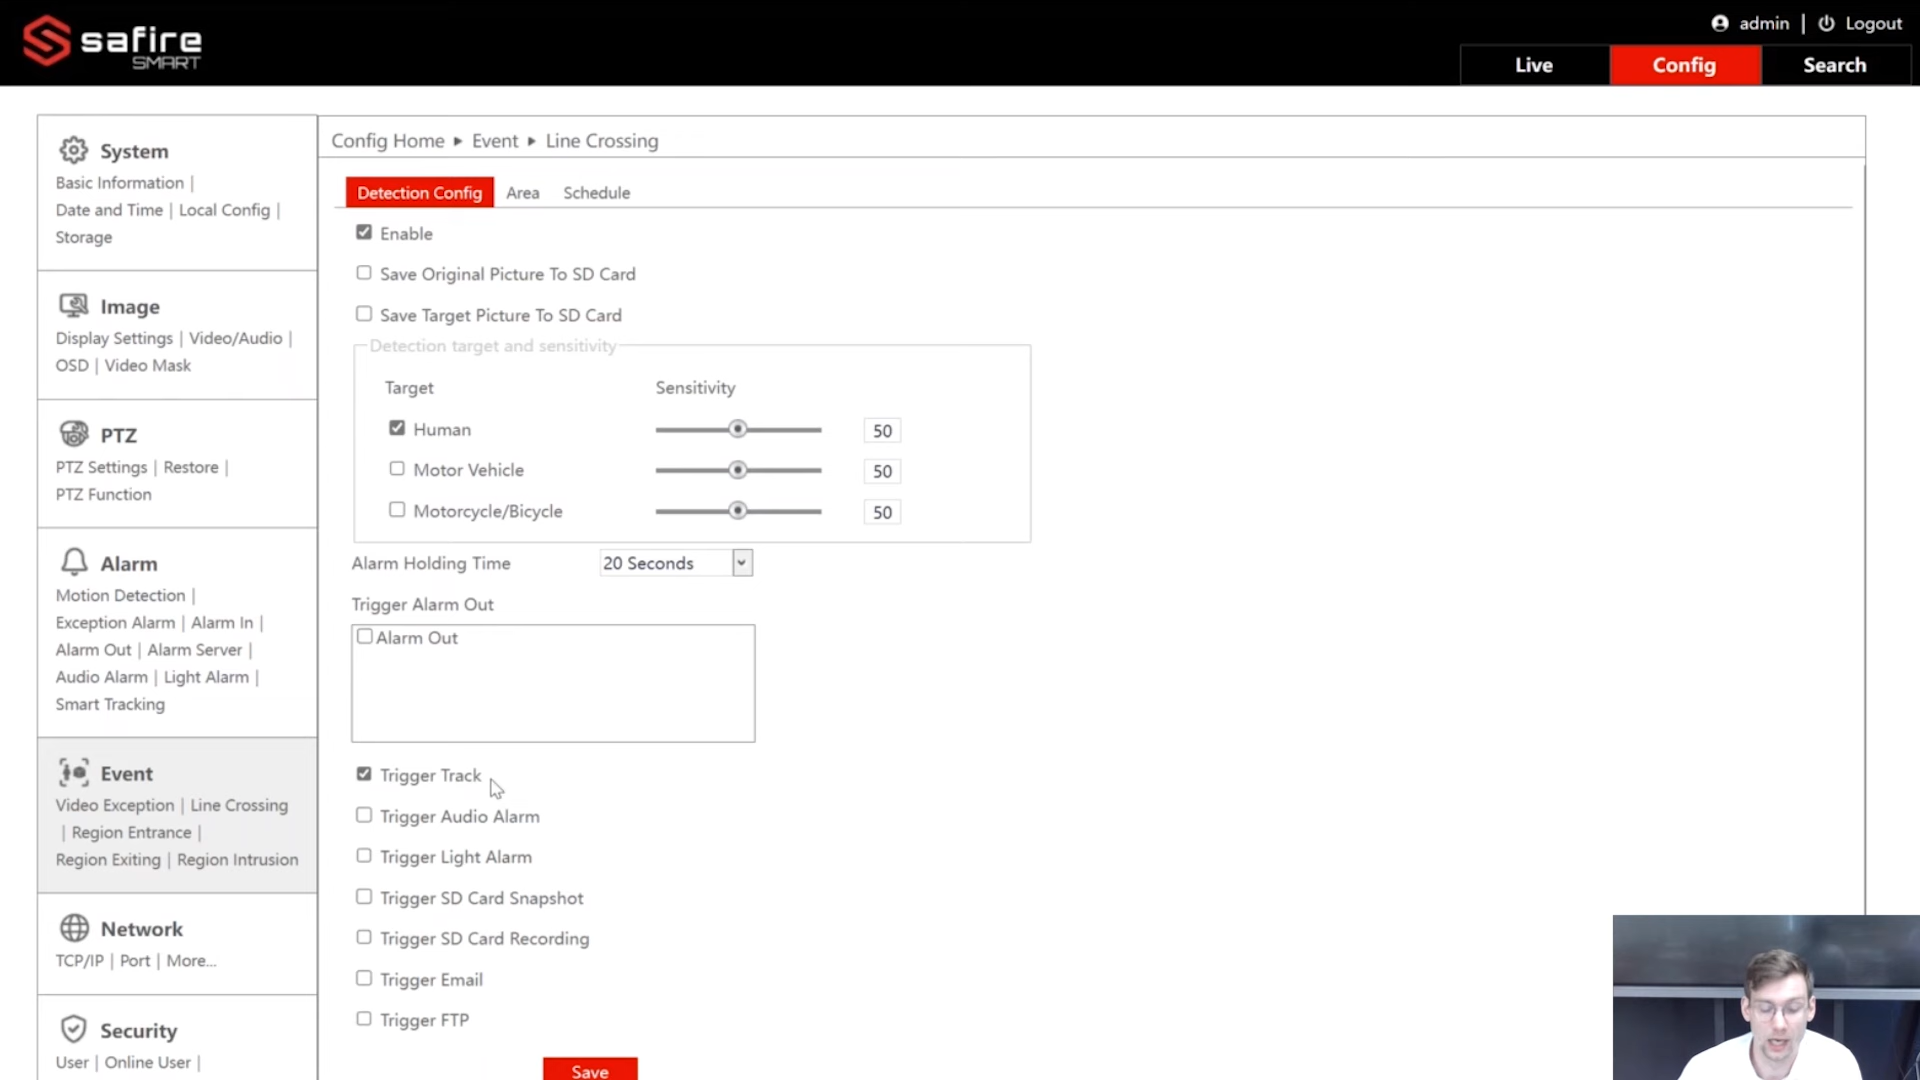 safire
SMART
admin | Logout
Live Config Search
System
Basic Information |
Date and Time | Local Config |
Storage
Image
Display Settings | Video/Audio |
OSD | Video Mask
PTZ
PTZ Settings | Restore |
PTZ Function
Alarm
Motion Detection |
Exception Alarm | Alarm In |
Alarm Out | Alarm Server |
Audio Alarm | Light Alarm |
Smart Tracking
Event
Video Exception | Line Crossing
| Region Entrance |
Region Exiting | Region Intrusion
Network
TCP/IP | Port | More...
Security
User | Online User |
Config Home ▸ Event ▸ Line Crossing
Detection Config Area Schedule
Enable
Save Original Picture To SD Card
Save Target Picture To SD Card
Detection target and sensitivity
Target Sensitivity
Human 50
Motor Vehicle 50
Motorcycle/Bicycle 50
Alarm Holding Time 20 Seconds
Trigger Alarm Out
Alarm Out
Trigger Track
Trigger Audio Alarm
Trigger Light Alarm
Trigger SD Card Snapshot
Trigger SD Card Recording
Trigger Email
Trigger FTP
Save